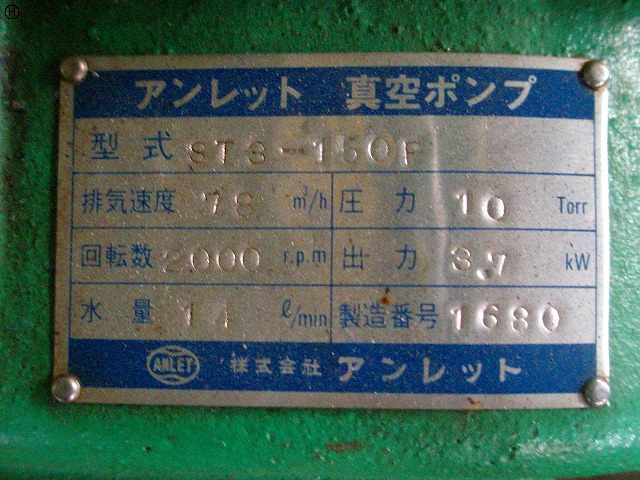 H
アンレット 真空ポンプ
型式 ST3-150F
排気速度 78 m³/h 圧力 10 Torr
回転数 2000 r.p.m 出力 3.7 kW
水量 14 ℓ/min 製造番号 1680
ANLET 株式会社 アンレット